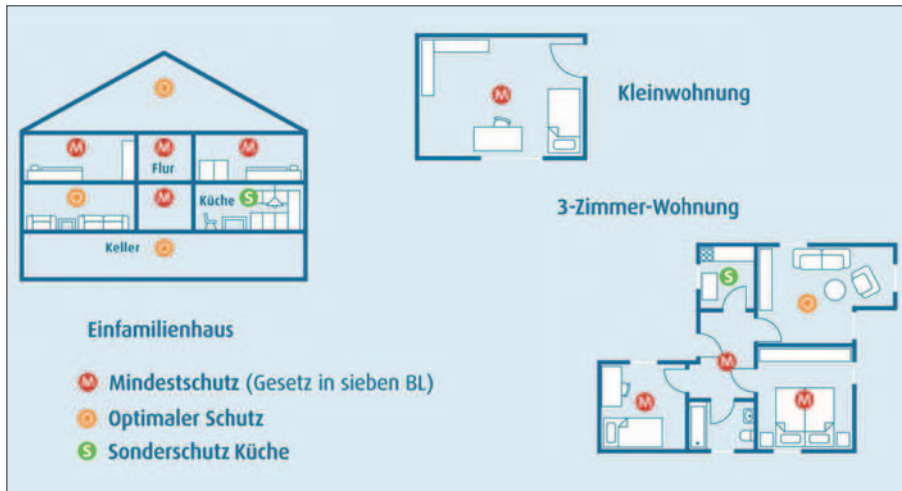 O
M
M
M
Flur
O
M
Küche S
Keller O
Einfamilienhaus
M Mindestschutz (Gesetz in sieben BL)
O Optimaler Schutz
S Sonderschutz Küche
M
Kleinwohnung
3-Zimmer-Wohnung
S
O
M
M
M